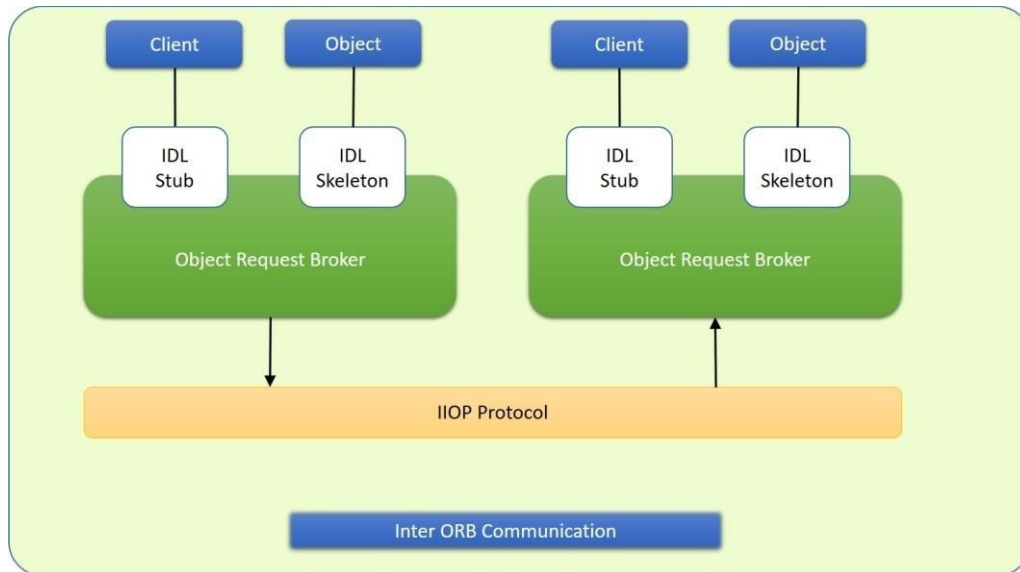 Client
Object
Client
Object
IDL
Stub
IDL
Skeleton
IDL
Stub
IDL
Skeleton
Object Request Broker
Object Request Broker
IIOP Protocol
Inter ORB Communication